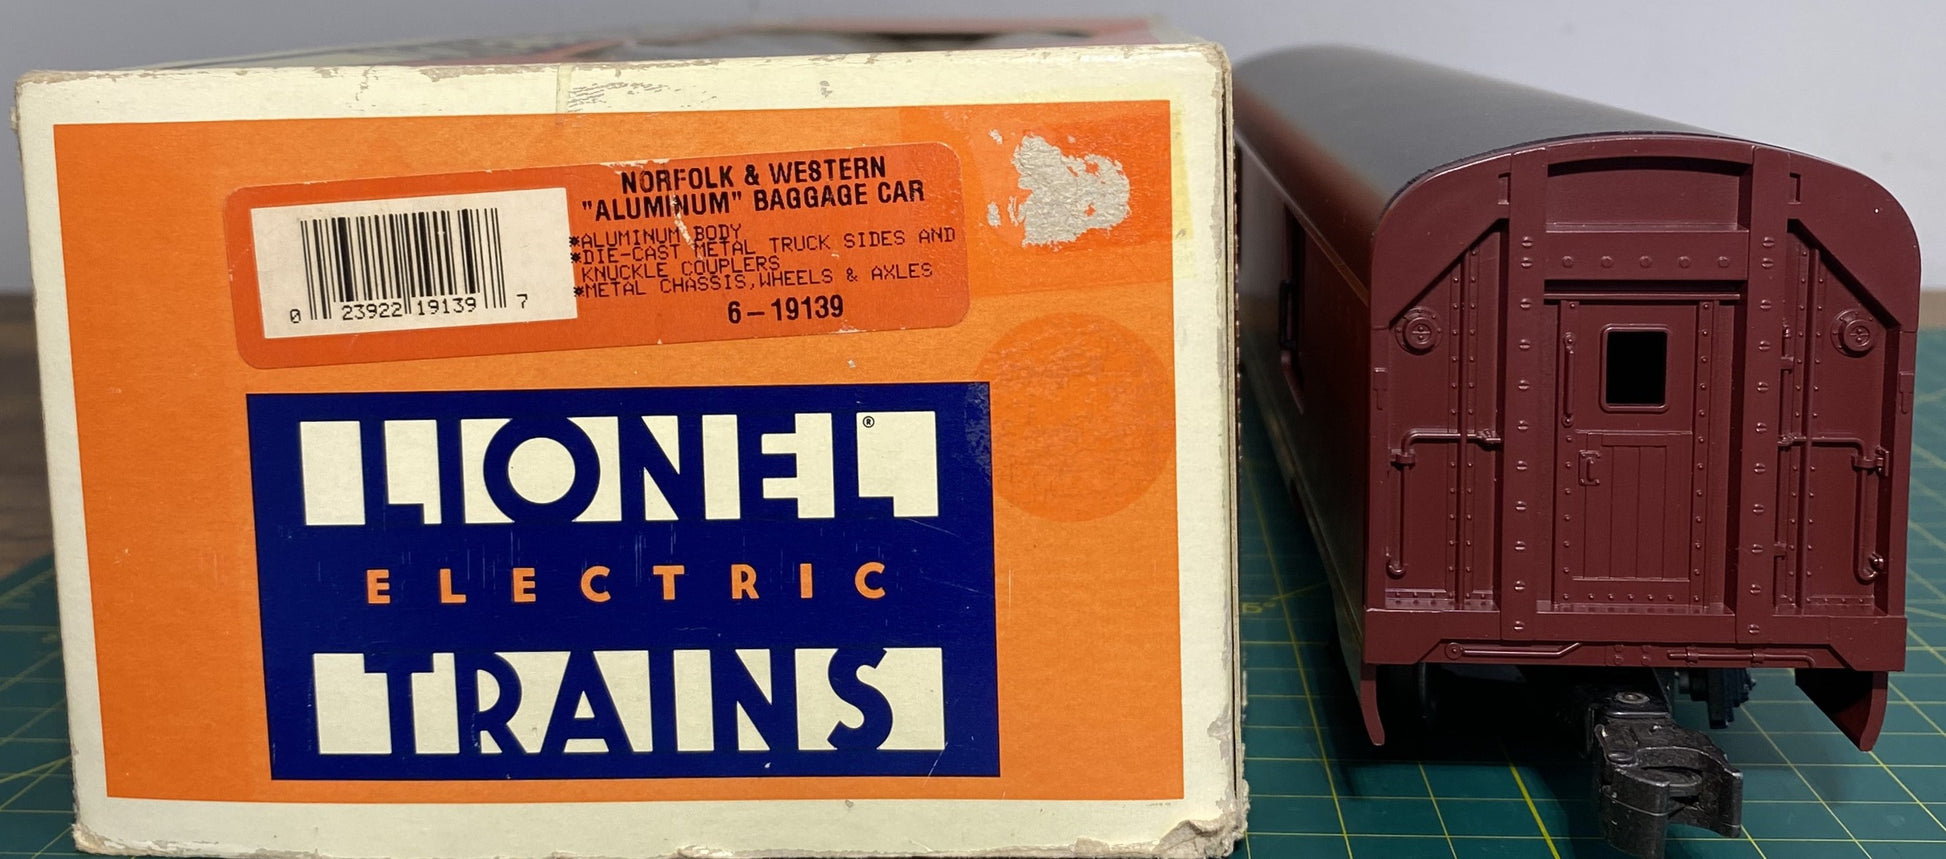 NORFOLK & WESTERN
"ALUMINUM" BAGGAGE CAR
*ALUMINUM BODY
*DIE-CAST METAL TRUCK SIDES AND
KNUCKLE COUPLERS
*METAL CHASSIS,WHEELS & AXLES
6-19139
0 23922 19139 7
LIONEL®
ELECTRIC
TRAINS